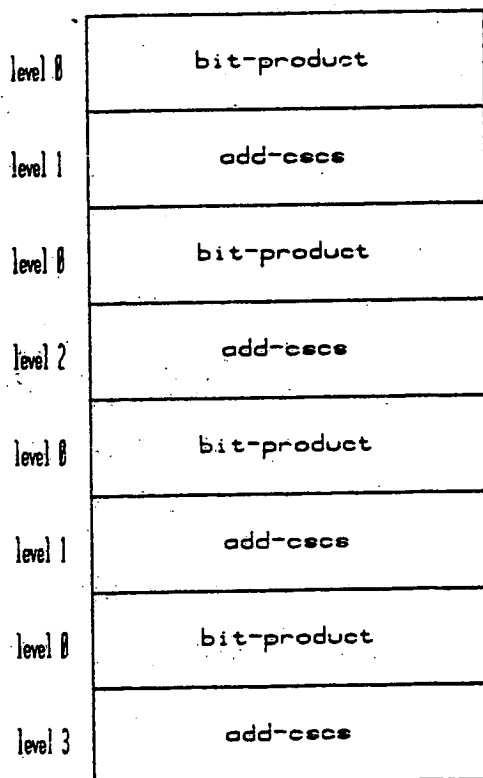 level 0 bit-product
level 1 add-cscs
level 0 bit-product
level 2 add-cscs
level 0 bit-product
level 1 add-cscs
level 0 bit-product
level 3 add-cscs